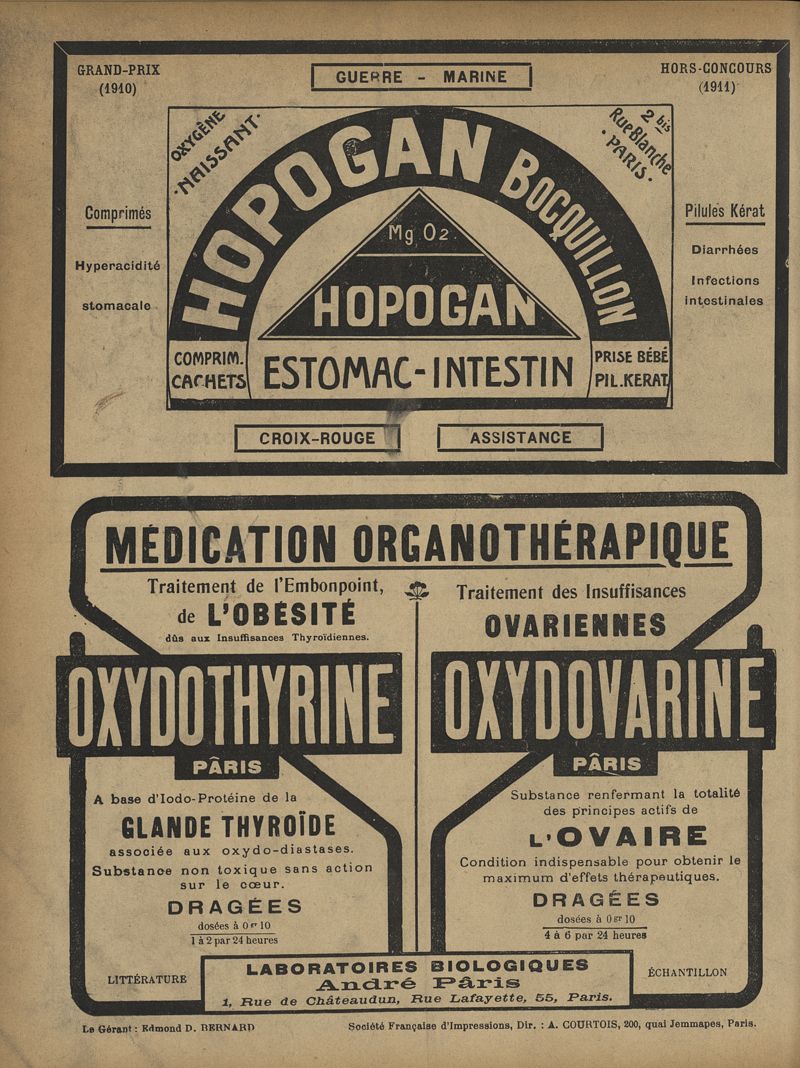 GRAND-PRIX
(1910)
GUERRE - MARINE
HORS-CONCOURS
(1911)
OXYGÈNE
·NAISSANT·
2 bis
Rue Blanche
·PARIS·
HOPOGAN BOCQUILLON
Comprimés
Hyperacidité
stomacale
Mg O2
HOPOGAN
Pilules Kérat
Diarrhées
Infections
intestinales
COMPRIM.
CACHETS
ESTOMAC-INTESTIN
PRISE BÉBÉ
PIL.KERAT
CROIX-ROUGE
ASSISTANCE
MÉDICATION ORGANOTHÉRAPIQUE
Traitement de l'Embonpoint,
de L'OBÉSITÉ
dûs aux Insuffisances Thyroïdiennes.
OXYDOTHYRINE
PÂRIS
A base d'Iodo-Protéine de la
GLANDE THYROÏDE
associée aux oxydo-diastases.
Substance non toxique sans action
sur le cœur.
DRAGÉES
dosées à 0 gr 10
1 à 2 par 24 heures
Traitement des Insuffisances
OVARIENNES
OXYDOVARINE
PÂRIS
Substance renfermant la totalité
des principes actifs de
L'OVAIRE
Condition indispensable pour obtenir le
maximum d'effets thérapeutiques.
DRAGÉES
dosées à 0 gr 10
4 à 6 par 24 heures
LITTÉRATURE
LABORATOIRES BIOLOGIQUES
André Pâris
1, Rue de Châteaudun, Rue Lafayette, 55, Paris.
ÉCHANTILLON
Le Gérant : Edmond D. BERNARD
Société Française d'Impressions, Dir. : A. COURTOIS, 200, quai Jemmapes, Paris.